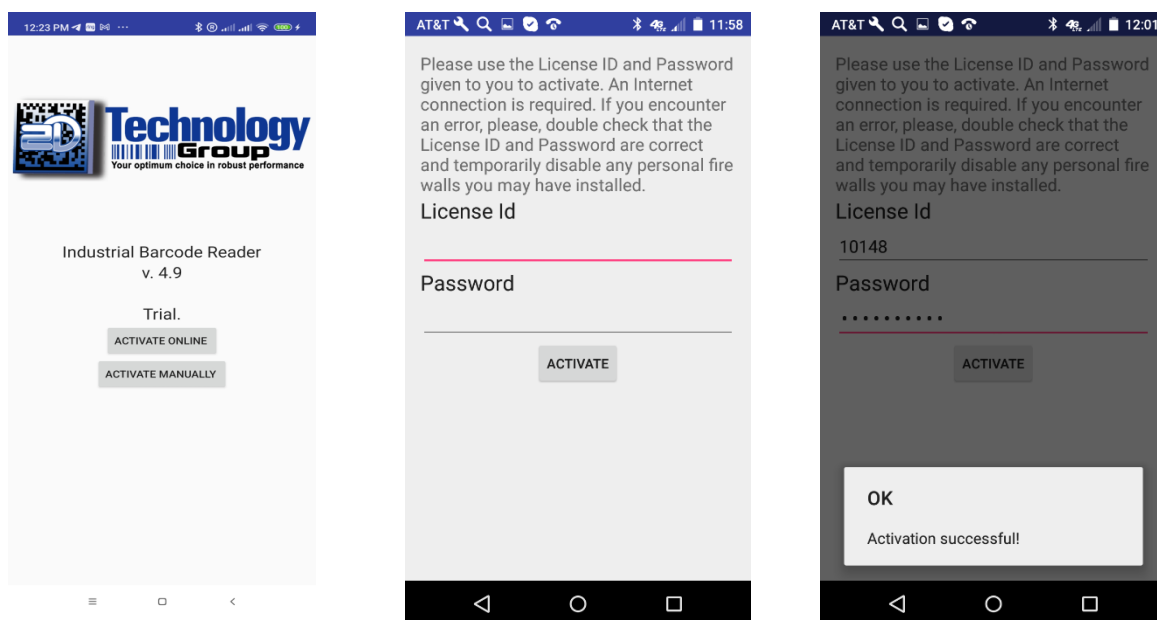 12:23 PM
100
2D Technology
Group
Your optimum choice in robust performance
Industrial Barcode Reader
v. 4.9
Trial.
ACTIVATE ONLINE
ACTIVATE MANUALLY
AT&T 11:58
Please use the License ID and Password
given to you to activate. An Internet
connection is required. If you encounter
an error, please, double check that the
License ID and Password are correct
and temporarily disable any personal fire
walls you may have installed.
License Id
Password
ACTIVATE
AT&T 12:01
Please use the License ID and Password
given to you to activate. An Internet
connection is required. If you encounter
an error, please, double check that the
License ID and Password are correct
and temporarily disable any personal fire
walls you may have installed.
License Id
10148
Password
••••••••••
ACTIVATE
OK
Activation successful!